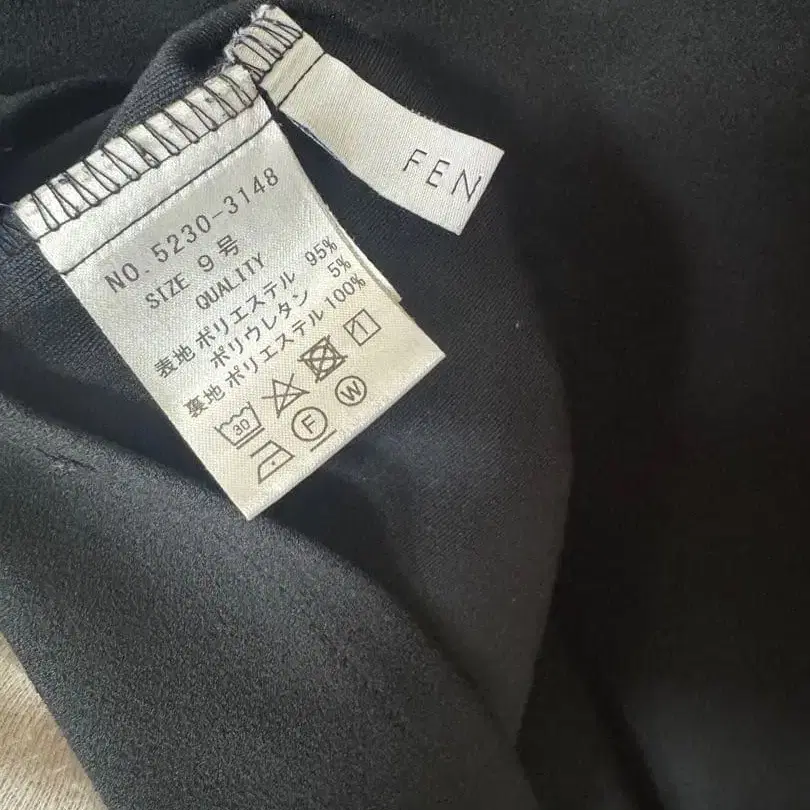 FEN
NO.5230-3148
SIZE 9号
QUALITY
表地 ポリエステル 95%
ポリウレタン 5%
裏地 ポリエステル 100%
30
F
W